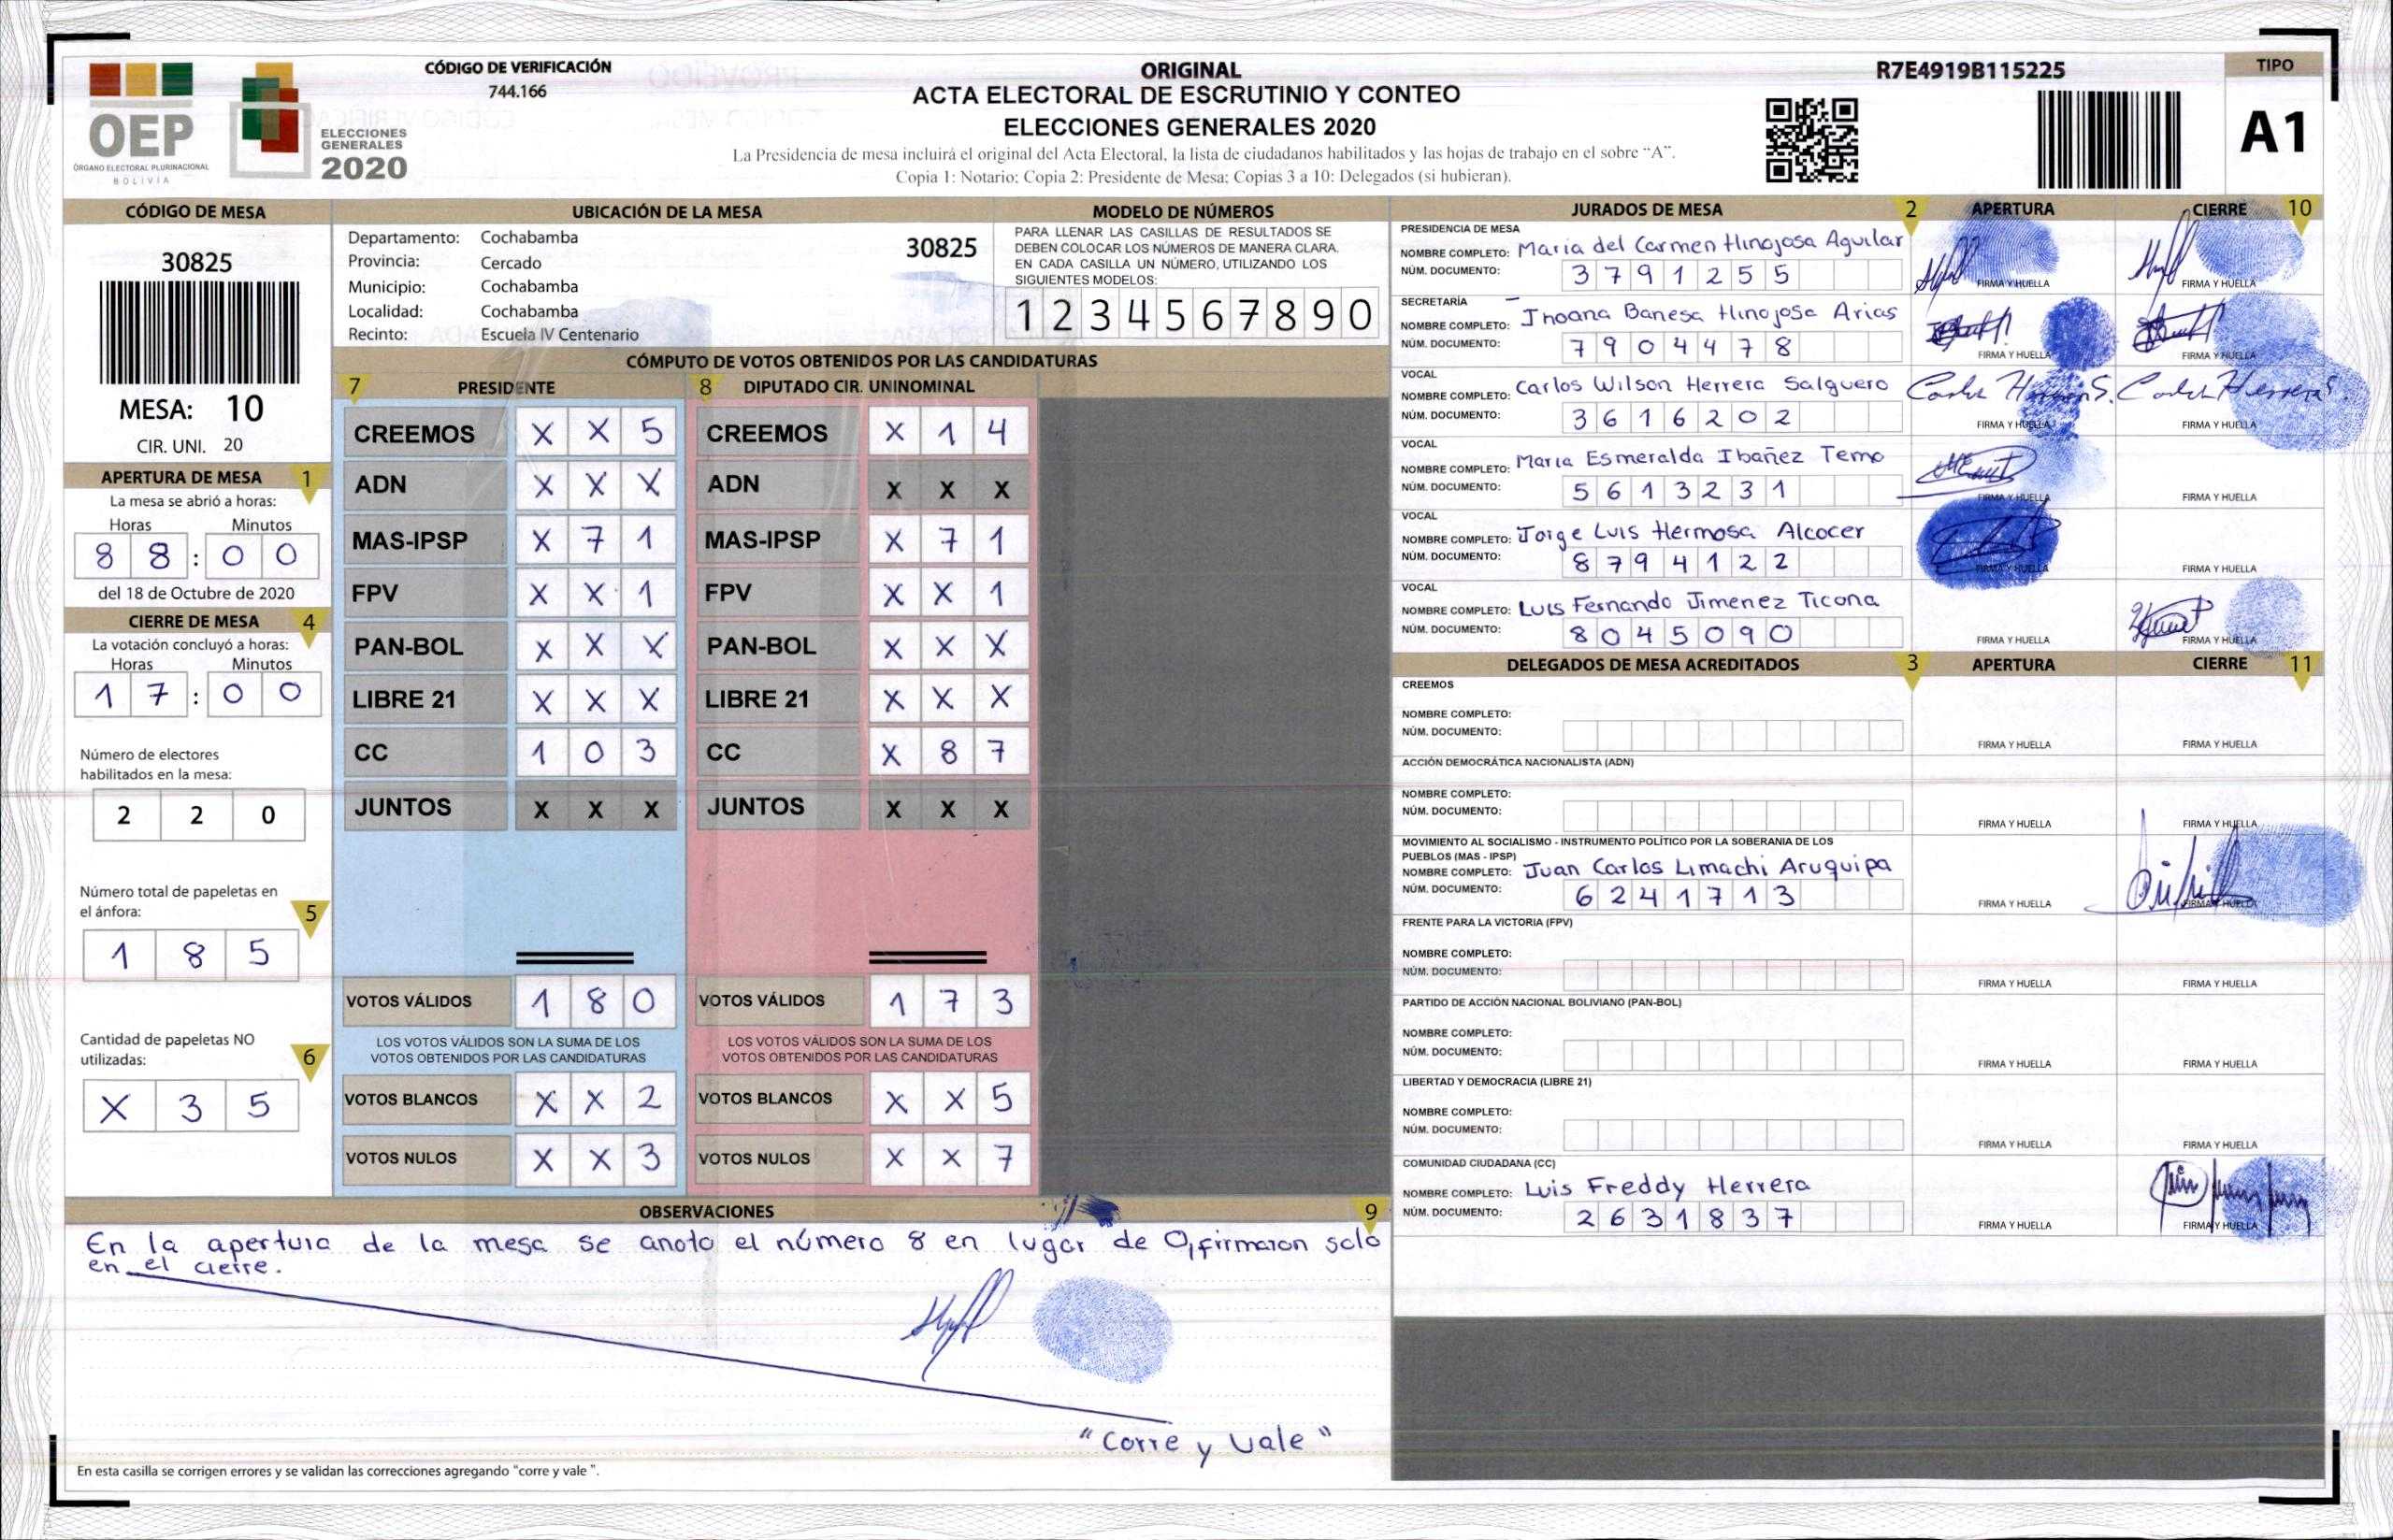 CÓDIGO DE VERIFICACIÓN
744.166
OEP
ÓRGANO ELECTORAL PLURINACIONAL
BOLIVIA
ELECCIONES
GENERALES
2020
ORIGINAL
ACTA ELECTORAL DE ESCRUTINIO Y CONTEO
ELECCIONES GENERALES 2020
La Presidencia de mesa incluirá el original del Acta Electoral, la lista de ciudadanos habilitados y las hojas de trabajo en el sobre “A”.
Copia 1: Notario; Copia 2: Presidente de Mesa; Copias 3 a 10: Delegados (si hubieran).
R7E4919B115225
TIPO
A1
CÓDIGO DE MESA
30825
MESA: 10
CIR. UNI. 20
APERTURA DE MESA 1
La mesa se abrió a horas:
Horas Minutos
8 8 : 0 0
del 18 de Octubre de 2020
CIERRE DE MESA 4
La votación concluyó a horas:
Horas Minutos
1 7 : 0 0
Número de electores
habilitados en la mesa:
2 2 0
Número total de papeletas en
el ánfora:
5
1 8 5
Cantidad de papeletas NO
utilizadas:
6
X 3 5
UBICACIÓN DE LA MESA
Departamento: Cochabamba
30825
Provincia: Cercado
Municipio: Cochabamba
Localidad: Cochabamba
Recinto: Escuela IV Centenario
MODELO DE NÚMEROS
PARA LLENAR LAS CASILLAS DE RESULTADOS SE
DEBEN COLOCAR LOS NÚMEROS DE MANERA CLARA.
EN CADA CASILLA UN NÚMERO, UTILIZANDO LOS
SIGUIENTES MODELOS:
1 2 3 4 5 6 7 8 9 0
CÓMPUTO DE VOTOS OBTENIDOS POR LAS CANDIDATURAS
7 PRESIDENTE 8 DIPUTADO CIR. UNINOMINAL
CREEMOS X X 5 CREEMOS X 1 4
ADN X X X ADN X X X
MAS-IPSP X 7 1 MAS-IPSP X 7 1
FPV X X 1 FPV X X 1
PAN-BOL X X X PAN-BOL X X X
LIBRE 21 X X X LIBRE 21 X X X
CC 1 0 3 CC X 8 7
JUNTOS X X X JUNTOS X X X
VOTOS VÁLIDOS 1 8 0 VOTOS VÁLIDOS 1 7 3
LOS VOTOS VÁLIDOS SON LA SUMA DE LOS LOS VOTOS VÁLIDOS SON LA SUMA DE LOS
VOTOS OBTENIDOS POR LAS CANDIDATURAS VOTOS OBTENIDOS POR LAS CANDIDATURAS
VOTOS BLANCOS X X 2 VOTOS BLANCOS X X 5
VOTOS NULOS X X 3 VOTOS NULOS X X 7
OBSERVACIONES 9
En la apertura de la mesa se anoto el número 8 en lugar de 0, firmaron solo
en el cierre.
"Corre y Vale"
En esta casilla se corrigen errores y se validan las correcciones agregando “corre y vale ”.
JURADOS DE MESA 2 APERTURA CIERRE 10
PRESIDENCIA DE MESA
NOMBRE COMPLETO: Maria del Carmen Hinojosa Aguilar
NÚM. DOCUMENTO: 3 7 9 1 2 5 5
FIRMA Y HUELLA FIRMA Y HUELLA
SECRETARÍA
NOMBRE COMPLETO: Jhoana Banesa Hinojosa Arias
NÚM. DOCUMENTO: 7 9 0 4 4 7 8
FIRMA Y HUELLA FIRMA Y HUELLA
VOCAL
NOMBRE COMPLETO: Carlos Wilson Herrera Salguero
NÚM. DOCUMENTO: 3 6 1 6 2 0 2
FIRMA Y HUELLA FIRMA Y HUELLA
VOCAL
NOMBRE COMPLETO: Maria Esmeralda Ibañez Temo
NÚM. DOCUMENTO: 5 6 1 3 2 3 1
FIRMA Y HUELLA FIRMA Y HUELLA
VOCAL
NOMBRE COMPLETO: Jorge Luis Hermosa Alcocer
NÚM. DOCUMENTO: 8 7 9 4 1 2 2
FIRMA Y HUELLA FIRMA Y HUELLA
VOCAL
NOMBRE COMPLETO: Luis Fernando Jimenez Ticona
NÚM. DOCUMENTO: 8 0 4 5 0 9 0
FIRMA Y HUELLA FIRMA Y HUELLA
DELEGADOS DE MESA ACREDITADOS 3 APERTURA CIERRE 11
CREEMOS
NOMBRE COMPLETO:
NÚM. DOCUMENTO:
FIRMA Y HUELLA FIRMA Y HUELLA
ACCIÓN DEMOCRÁTICA NACIONALISTA (ADN)
NOMBRE COMPLETO:
NÚM. DOCUMENTO:
FIRMA Y HUELLA FIRMA Y HUELLA
MOVIMIENTO AL SOCIALISMO - INSTRUMENTO POLÍTICO POR LA SOBERANIA DE LOS
PUEBLOS (MAS - IPSP)
NOMBRE COMPLETO: Juan Carlos Limachi Aruquipa
NÚM. DOCUMENTO: 6 2 4 1 7 1 3
FIRMA Y HUELLA FIRMA Y HUELLA
FRENTE PARA LA VICTORIA (FPV)
NOMBRE COMPLETO:
NÚM. DOCUMENTO:
FIRMA Y HUELLA FIRMA Y HUELLA
PARTIDO DE ACCIÓN NACIONAL BOLIVIANO (PAN-BOL)
NOMBRE COMPLETO:
NÚM. DOCUMENTO:
FIRMA Y HUELLA FIRMA Y HUELLA
LIBERTAD Y DEMOCRACIA (LIBRE 21)
NOMBRE COMPLETO:
NÚM. DOCUMENTO:
FIRMA Y HUELLA FIRMA Y HUELLA
COMUNIDAD CIUDADANA (CC)
NOMBRE COMPLETO: Luis Freddy Herrera
NÚM. DOCUMENTO: 2 6 3 1 8 3 7
FIRMA Y HUELLA FIRMA Y HUELLA